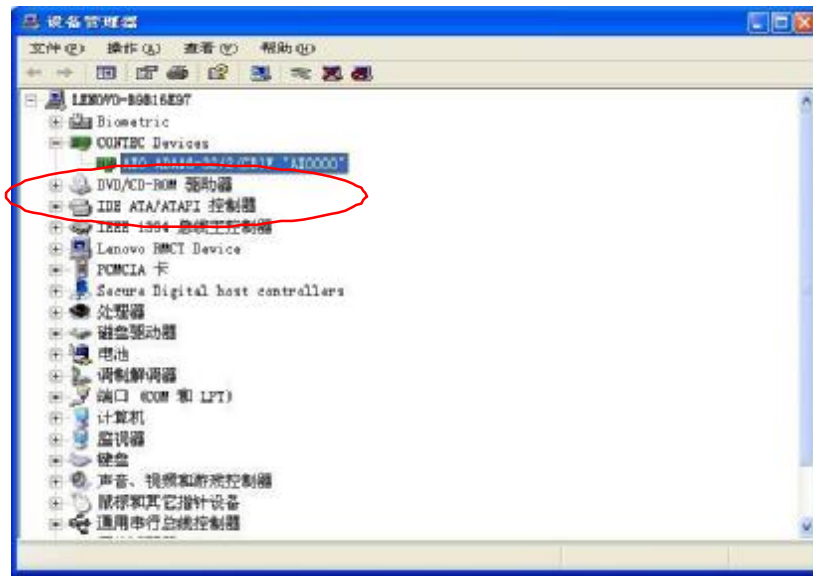 设备管理器
文件(F) 操作(A) 查看(V) 帮助(H)
LENOVO-B9B16E97
Biometric
CONTEC Devices
"AIO000"
DVD/CD-ROM 驱动器
IDE ATA/ATAPI 控制器
IEEE 1394 总线主控制器
Lenovo HMCT Device
PCMCIA 卡
Secure Digital host controllers
处理器
磁盘驱动器
电池
调制解调器
端口 (COM 和 LPT)
计算机
监视器
键盘
声音、视频和游戏控制器
鼠标和其它指针设备
通用串行总线控制器